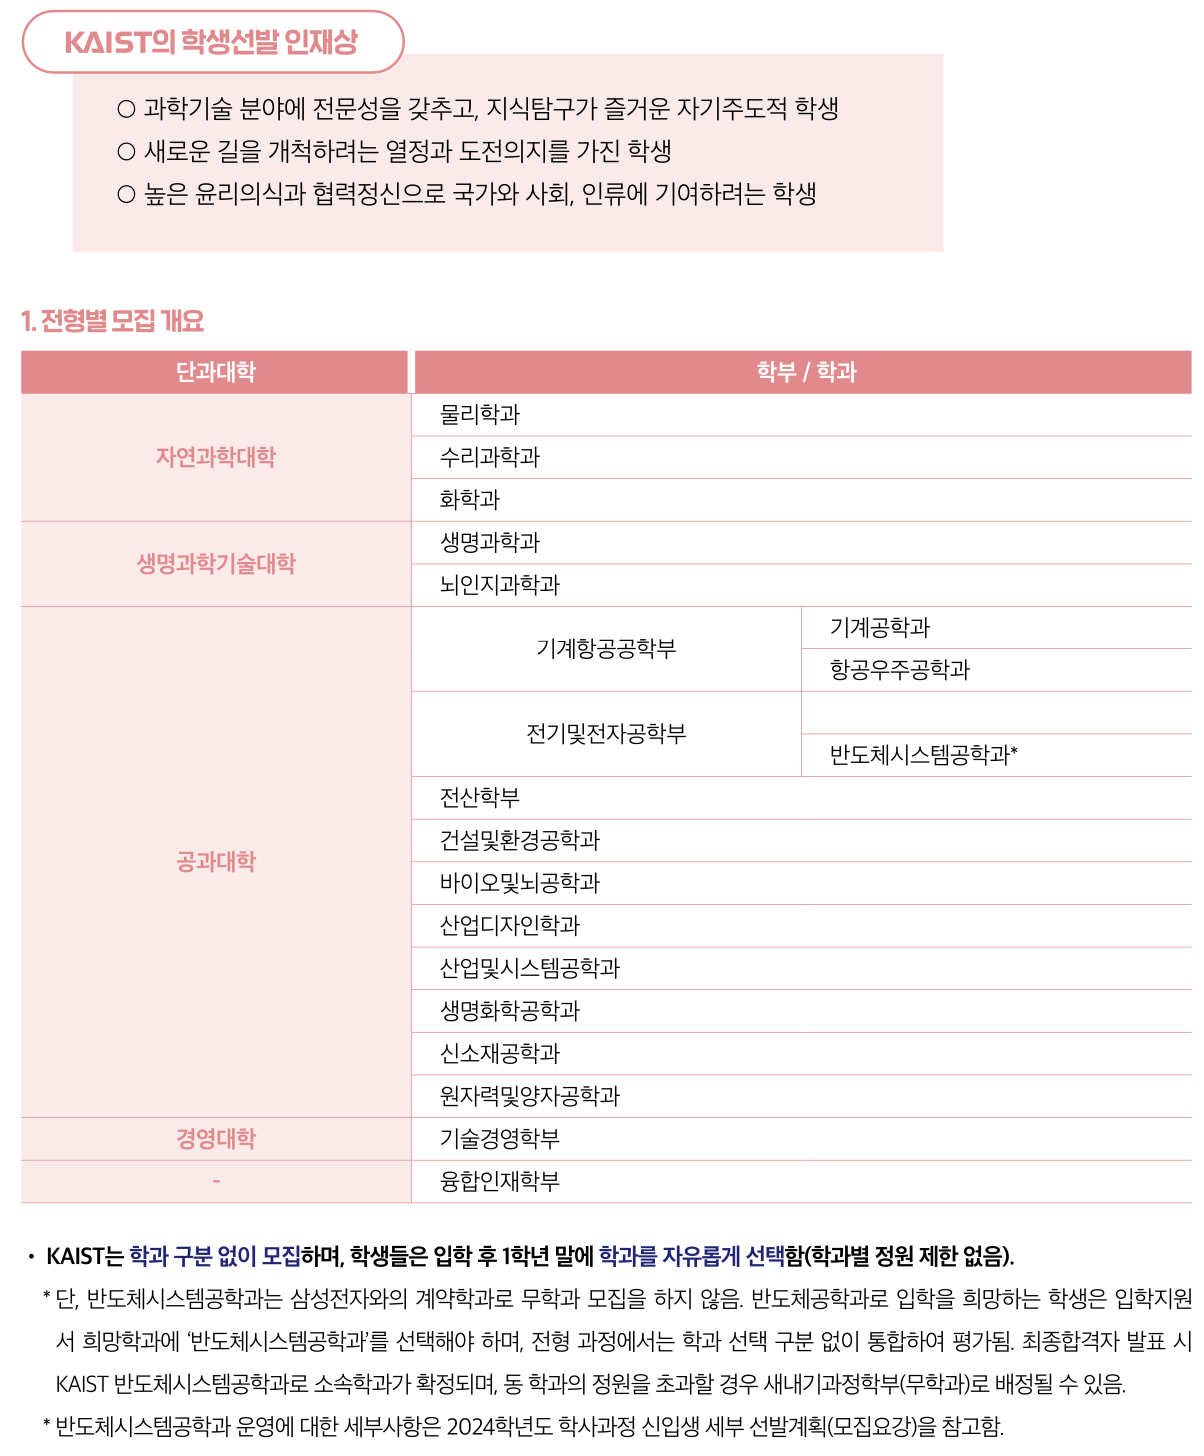 KAIST의 학생선발 인재상
○ 과학기술 분야에 전문성을 갖추고, 지식탐구가 즐거운 자기주도적 학생
○ 새로운 길을 개척하려는 열정과 도전의지를 가진 학생
○ 높은 윤리의식과 협력정신으로 국가와 사회, 인류에 기여하려는 학생
1. 전형별 모집 개요
단과대학 학부 / 학과
자연과학대학
물리학과
수리과학과
화학과
생명과학기술대학
생명과학과
뇌인지과학과
공과대학
기계항공공학부
기계공학과
항공우주공학과
전기및전자공학부
반도체시스템공학과*
전산학부
건설및환경공학과
바이오및뇌공학과
산업디자인학과
산업및시스템공학과
생명화학공학과
신소재공학과
원자력및양자공학과
경영대학 기술경영학부
- 융합인재학부
• KAIST는 학과 구분 없이 모집하며, 학생들은 입학 후 1학년 말에 학과를 자유롭게 선택함(학과별 정원 제한 없음).
* 단, 반도체시스템공학과는 삼성전자와의 계약학과로 무학과 모집을 하지 않음. 반도체공학과로 입학을 희망하는 학생은 입학지원
서 희망학과에 ‘반도체시스템공학과’를 선택해야 하며, 전형 과정에서는 학과 선택 구분 없이 통합하여 평가됨. 최종합격자 발표 시
KAIST 반도체시스템공학과로 소속학과가 확정되며, 동 학과의 정원을 초과할 경우 새내기과정학부(무학과)로 배정될 수 있음.
* 반도체시스템공학과 운영에 대한 세부사항은 2024학년도 학사과정 신입생 세부 선발계획(모집요강)을 참고함.